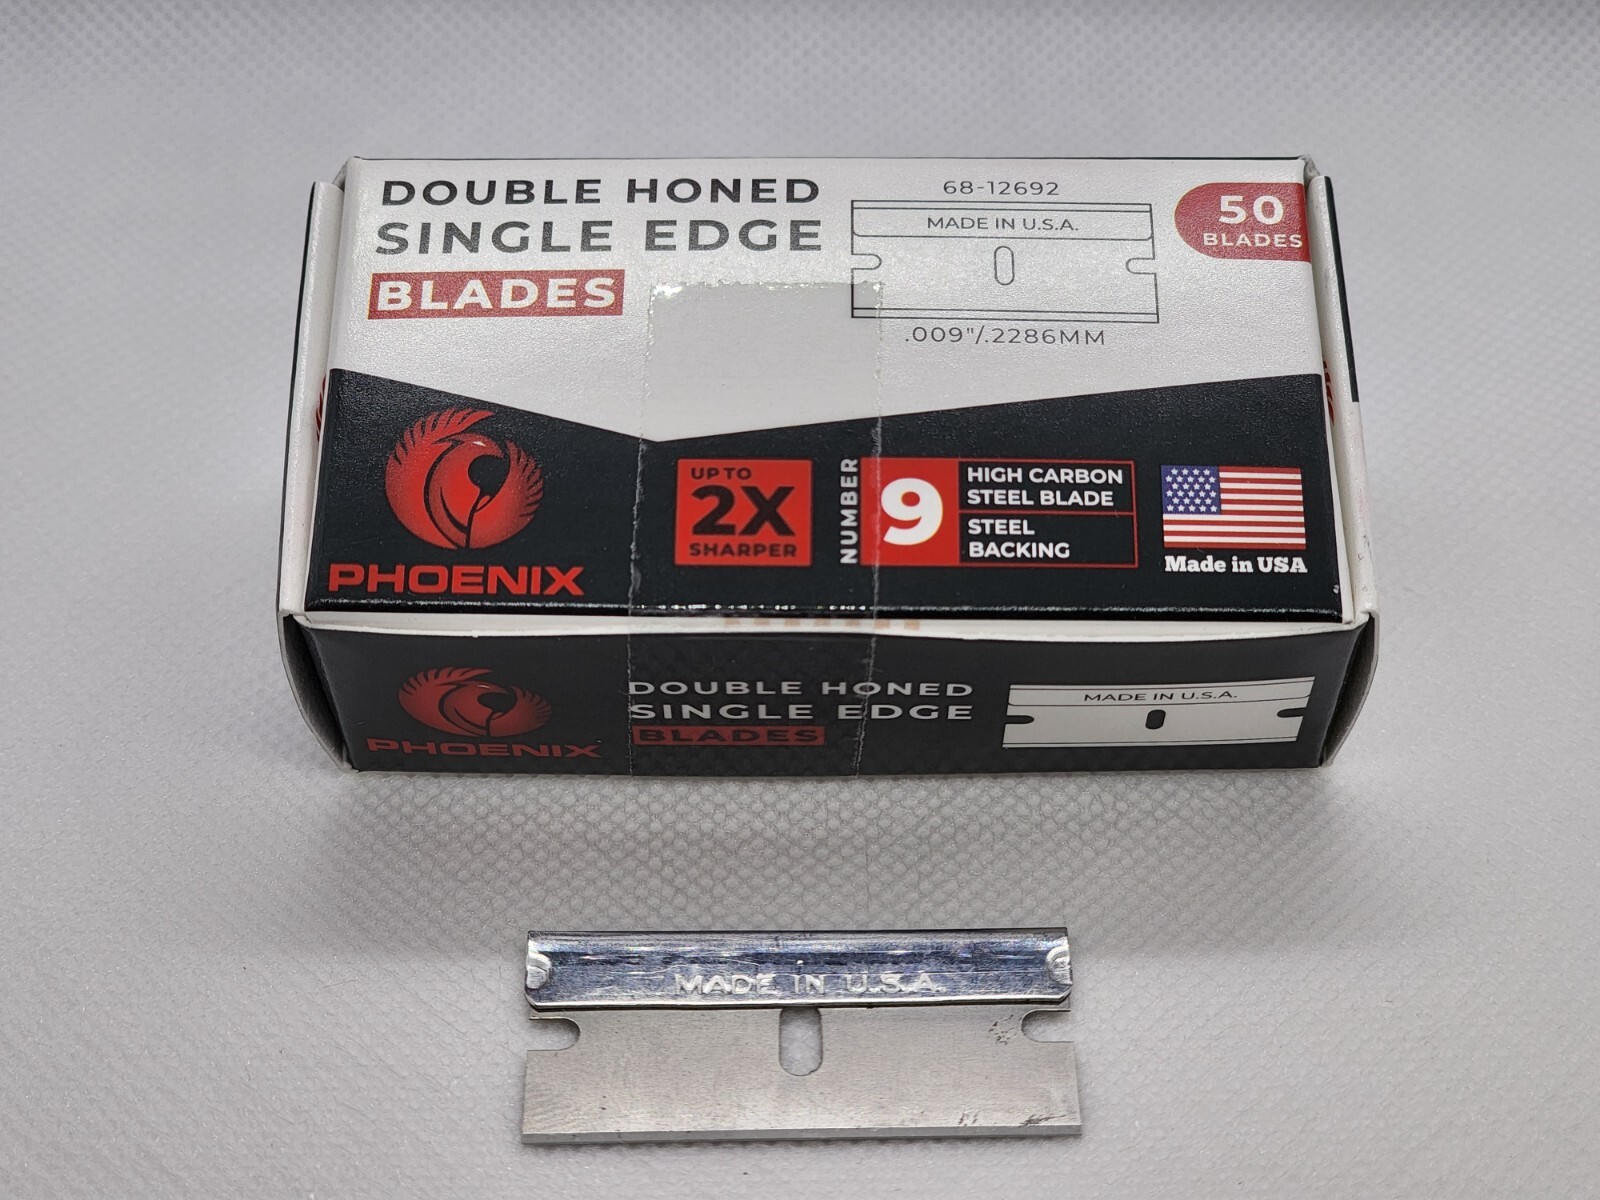 DOUBLE HONED
SINGLE EDGE
BLADES
68-12692
MADE IN U.S.A.
.009"/.2286MM
50
BLADES
PHOENIX
UP TO
2X
SHARPER
NUMBER
9
HIGH CARBON
STEEL BLADE
STEEL
BACKING
Made in USA
PHOENIX
DOUBLE HONED
SINGLE EDGE
BLADES
MADE IN U.S.A.
MADE IN U.S.A.